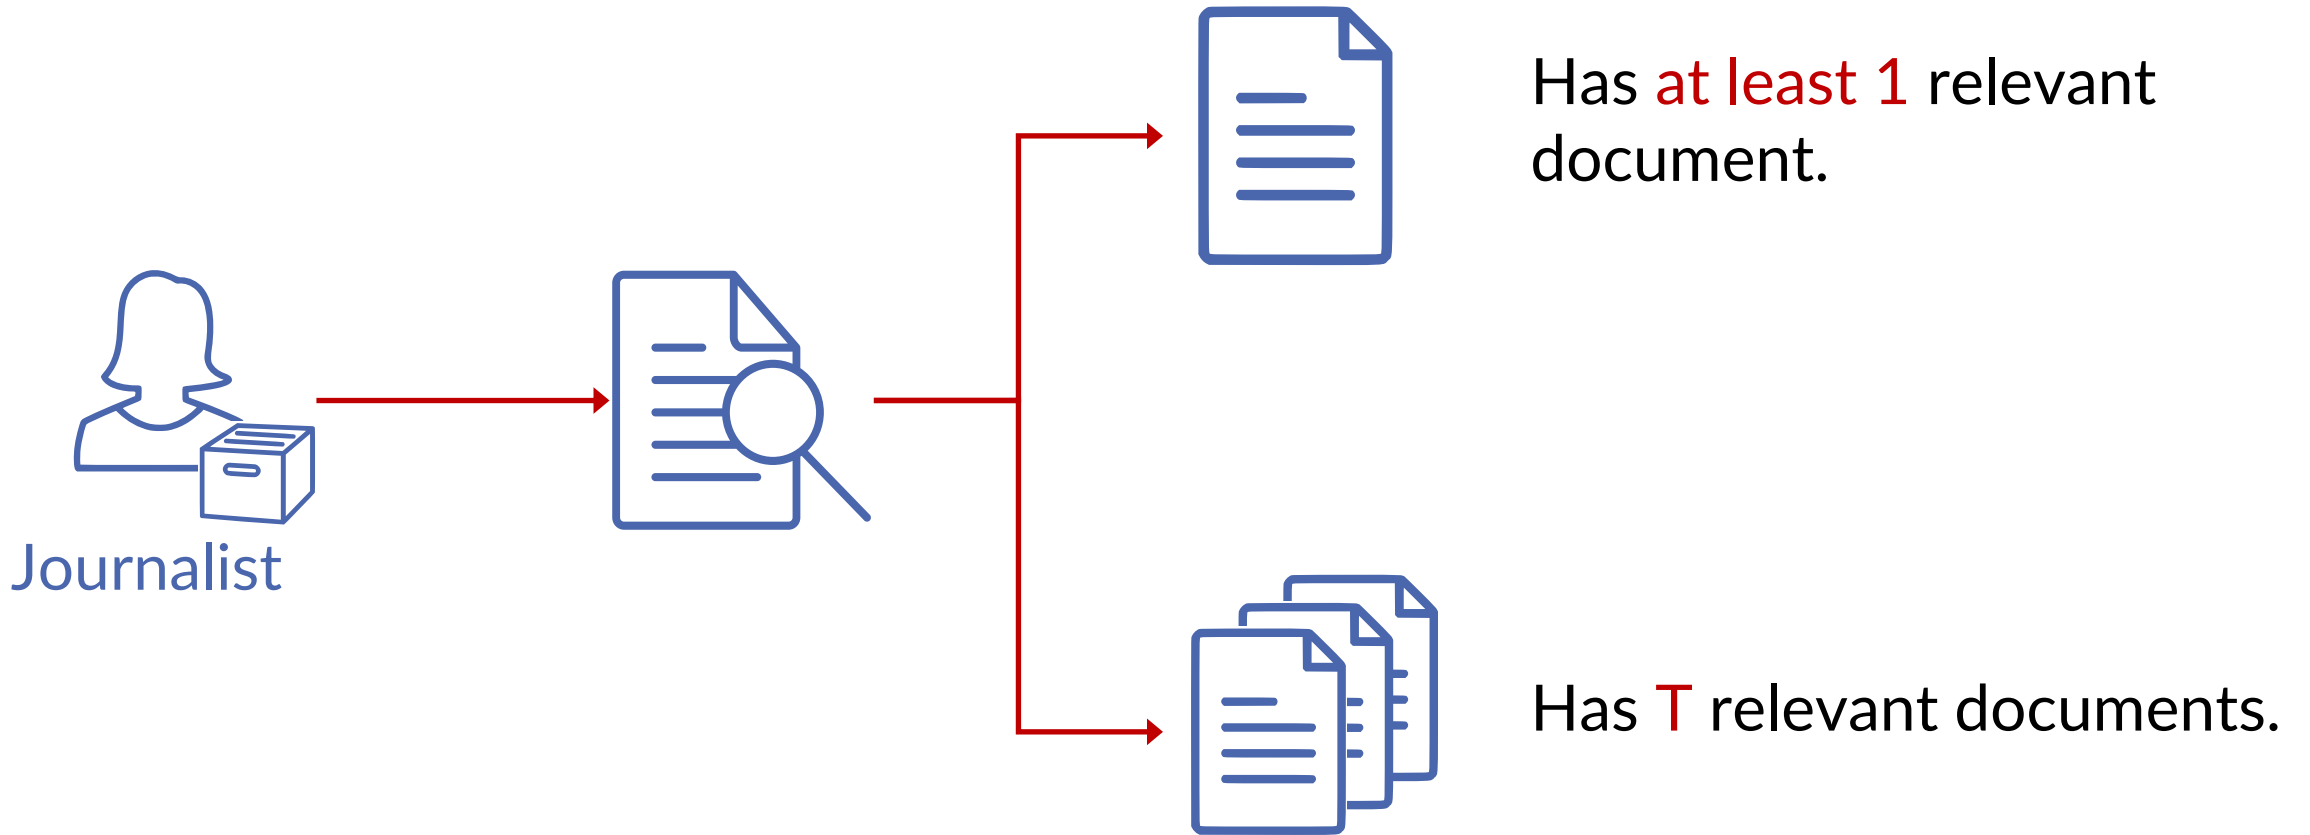 Has at least 1 relevant
document.
Journalist
Has T relevant documents.